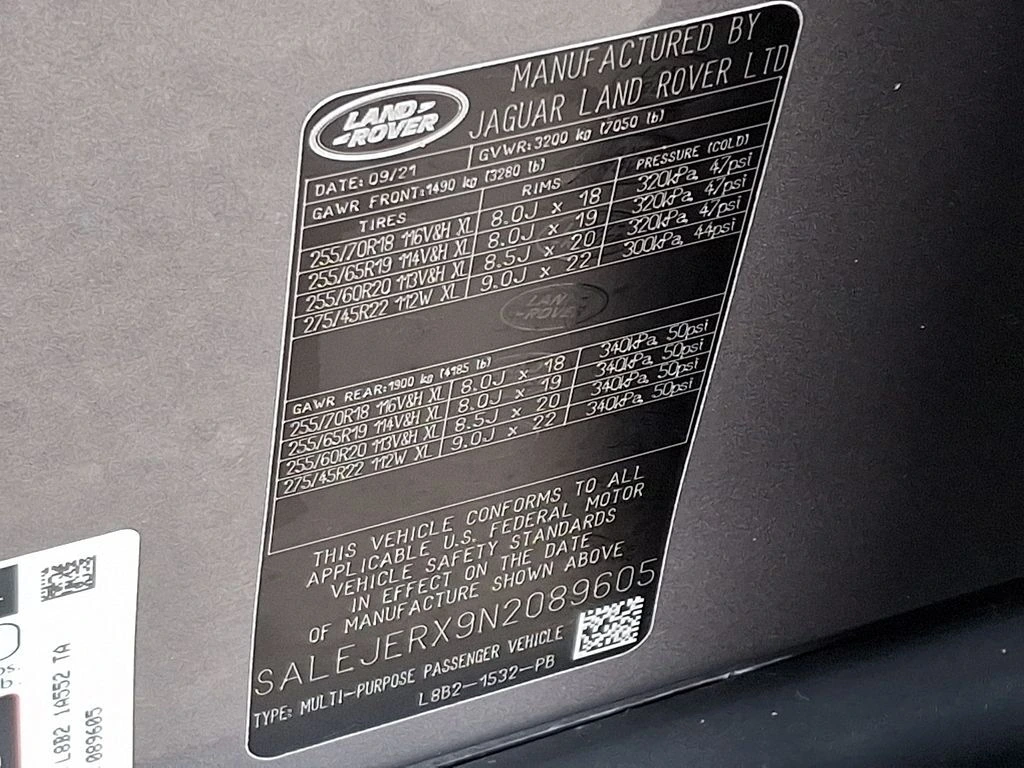 MANUFACTURED BY
JAGUAR LAND ROVER LTD
LAND-
-ROVER
DATE: 09/21 GVWR: 3200 kg (7050 lb)
GAWR FRONT: 1490 kg (3280 lb)
TIRES RIMS PRESSURE (COLD)
255/70R18 116V&H XL 8.0J x 18 320kPa, 47psi
255/65R19 114V&H XL 8.0J x 19 320kPa, 47psi
255/60R20 113V&H XL 8.5J x 20 320kPa, 47psi
275/45R22 112W XL 9.0J x 22 300kPa, 44psi
LAND-
-ROVER
GAWR REAR: 1900 kg (4185 lb)
255/70R18 116V&H XL 8.0J x 18 340kPa, 50psi
255/65R19 114V&H XL 8.0J x 19 340kPa, 50psi
255/60R20 113V&H XL 8.5J x 20 340kPa, 50psi
275/45R22 112W XL 9.0J x 22 340kPa, 50psi
THIS VEHICLE CONFORMS TO ALL
APPLICABLE U.S. FEDERAL MOTOR
VEHICLE SAFETY STANDARDS
IN EFFECT ON THE DATE
OF MANUFACTURE SHOWN ABOVE
SALEJERX9N2089605
TYPE: MULTI-PURPOSE PASSENGER VEHICLE
L8B2-1532-PB
L8B2 1A552 TA
089605